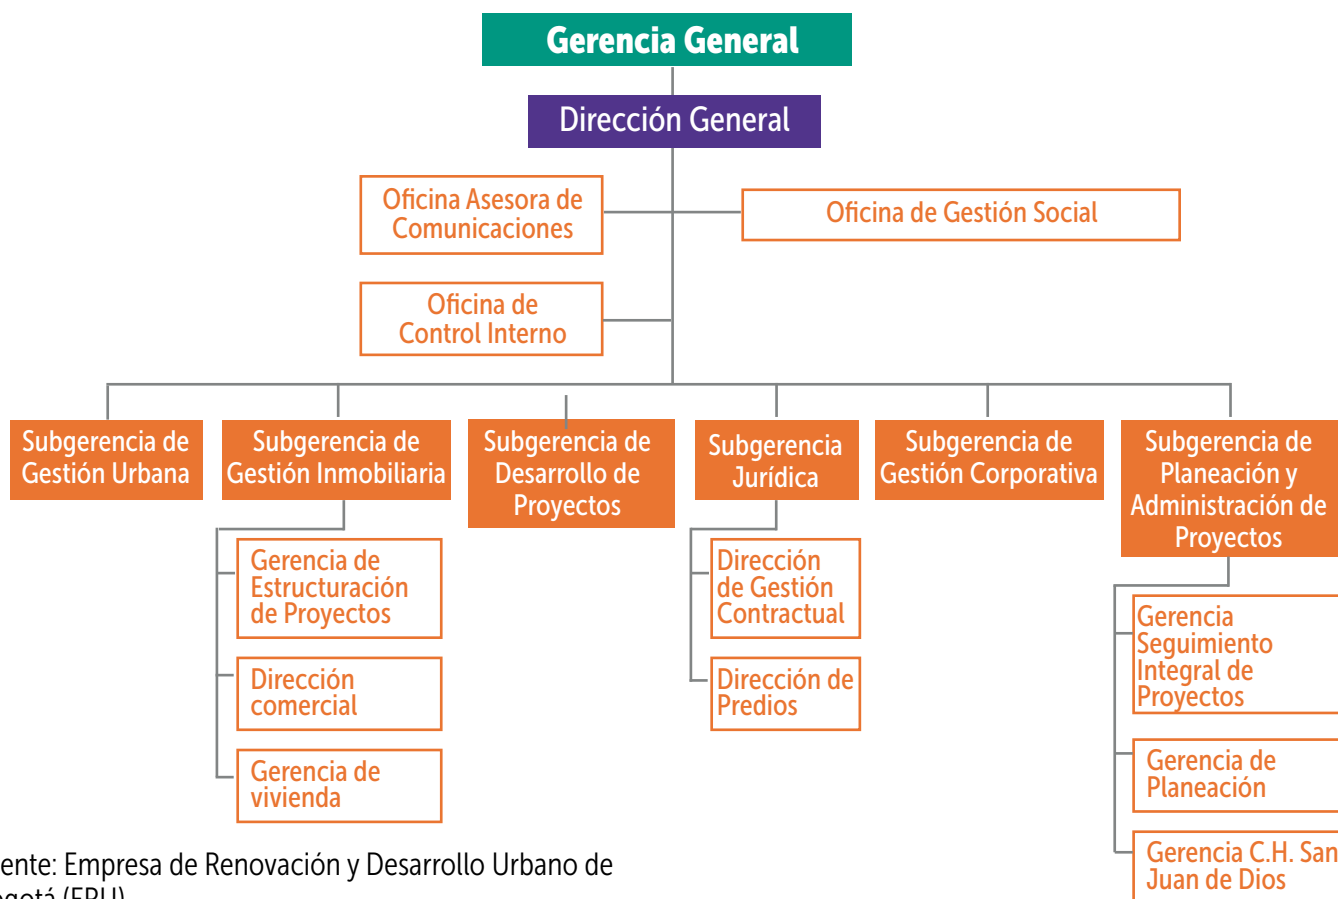 Gerencia General
Dirección General
Oficina Asesora de
Comunicaciones
Oficina de Gestión Social
Oficina de
Control Interno
Subgerencia de
Gestión Urbana
Subgerencia de
Gestión Inmobiliaria
Subgerencia de
Desarrollo de
Proyectos
Subgerencia
Jurídica
Subgerencia de
Gestión Corporativa
Subgerencia de
Planeación y
Administración de
Proyectos
Gerencia de
Estructuración
de Proyectos
Dirección
comercial
Gerencia de
vivienda
Dirección
de Gestión
Contractual
Dirección de
Predios
Gerencia
Seguimiento
Integral de
Proyectos
Gerencia de
Planeación
Gerencia C.H. San
Juan de Dios
ente: Empresa de Renovación y Desarrollo Urbano de